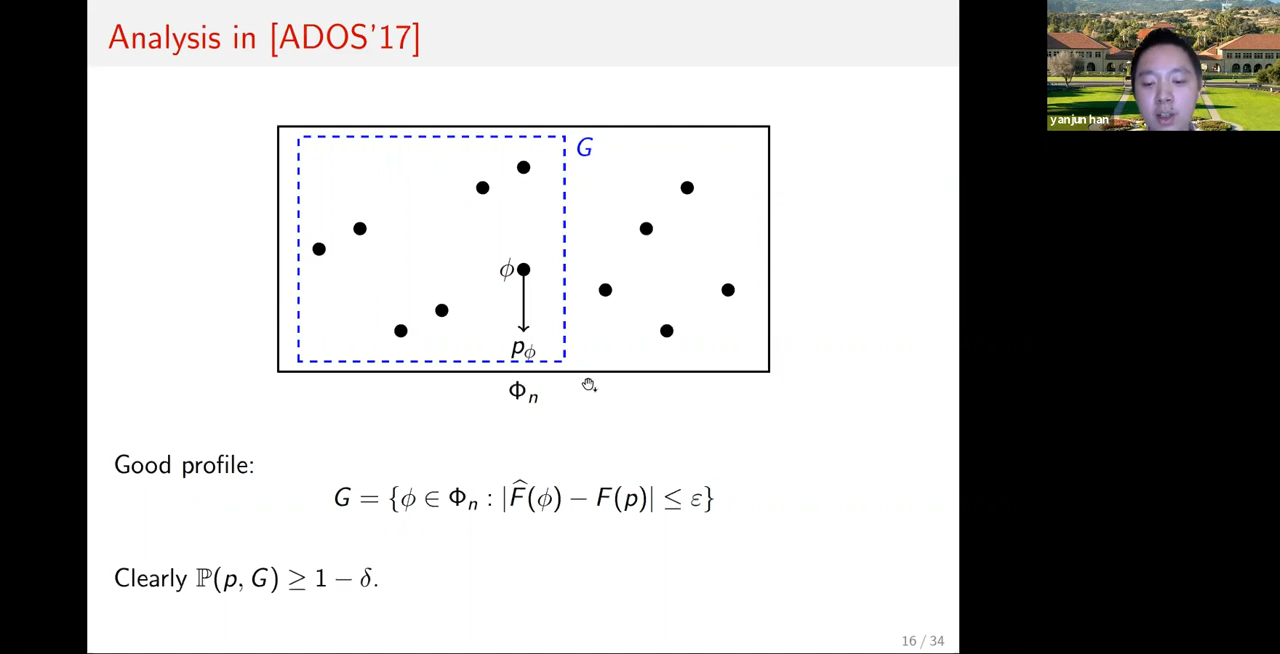 Analysis in [ADOS'17]
yanjun han
G
ϕ
p_ϕ
Φ_n
Good profile:
G = {ϕ ∈ Φ_n : |F̂(ϕ) − F(p)| ≤ ε}
Clearly ℙ(p, G) ≥ 1 − δ.
16 / 34